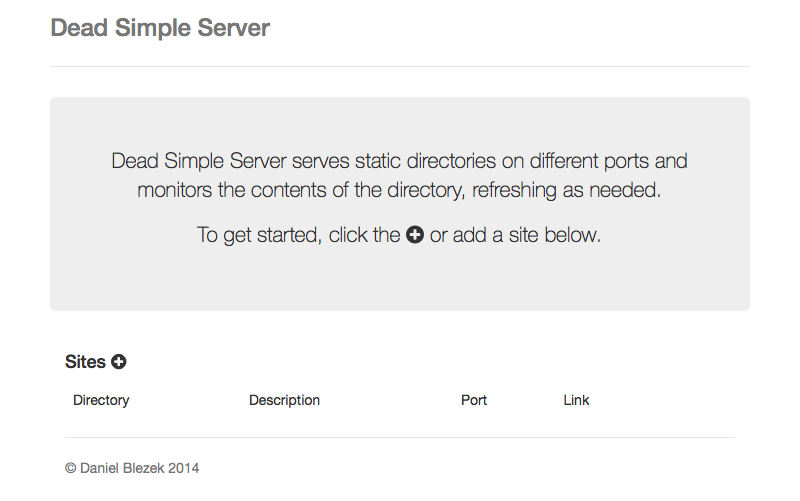 Dead Simple Server
Dead Simple Server serves static directories on different ports and
monitors the contents of the directory, refreshing as needed.
To get started, click the or add a site below.
Sites
Directory Description Port Link
© Daniel Blezek 2014